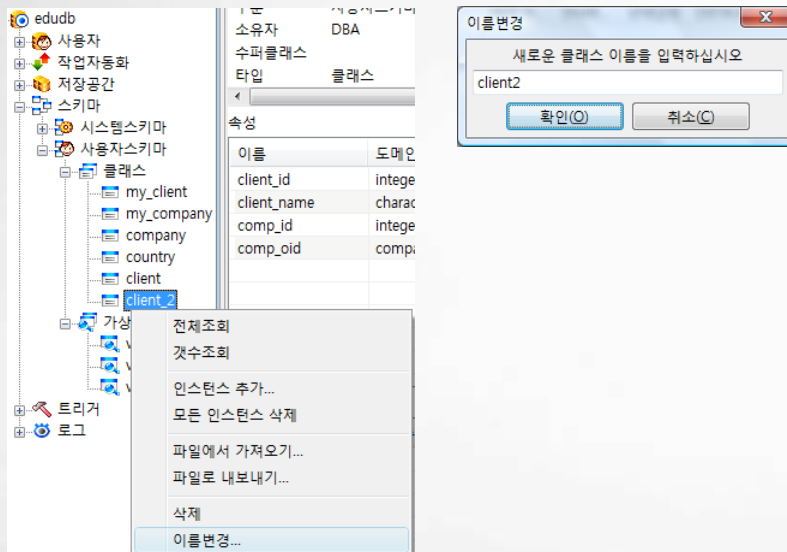 edudb
사용자
작업자동화
저장공간
스키마
시스템스키마
사용자스키마
클래스
my_client
my_company
company
country
client
client_2
트리거
로그
소유자 DBA
수퍼클래스
타입 클래스
속성
이름
client_id
client_name
comp_id
comp_oid
전체조회
갯수조회
인스턴스 추가...
모든 인스턴스 삭제
파일에서 가져오기...
파일로 내보내기...
삭제
이름변경...
이름변경
새로운 클래스 이름을 입력하십시오
client2
확인(O) 취소(C)